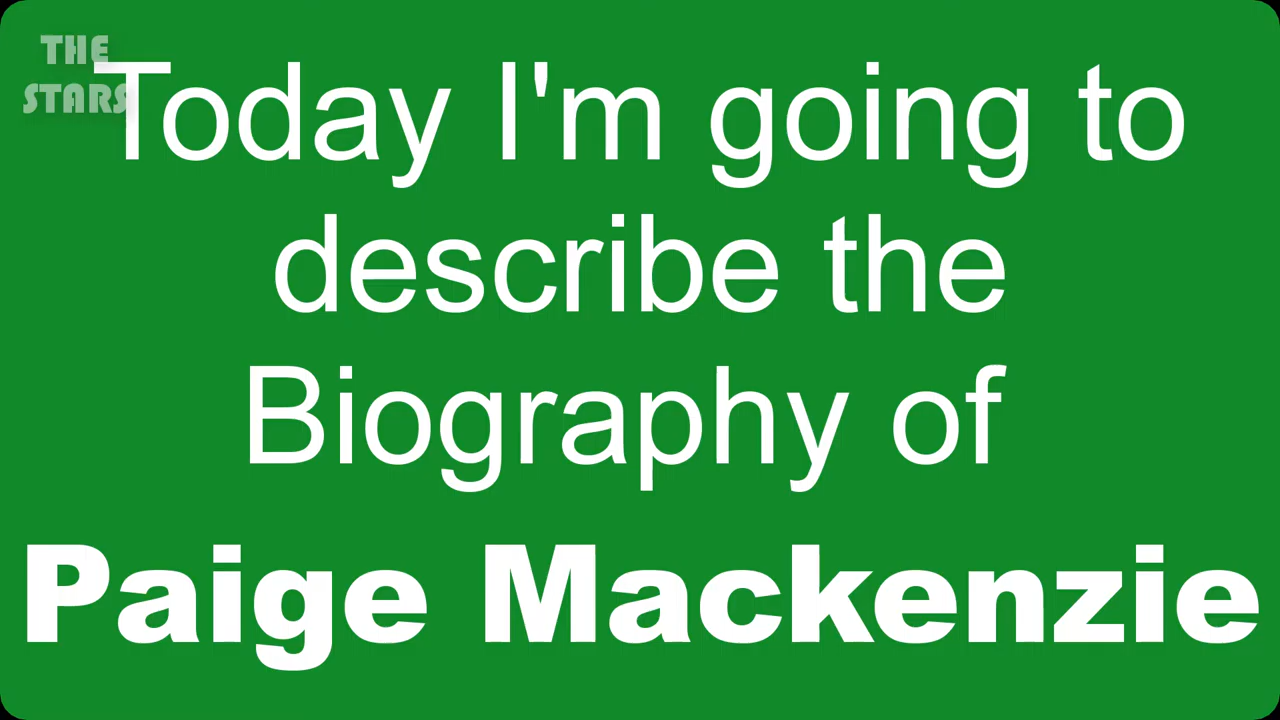 THE
STARS
Today I'm going to
describe the
Biography of
Paige Mackenzie